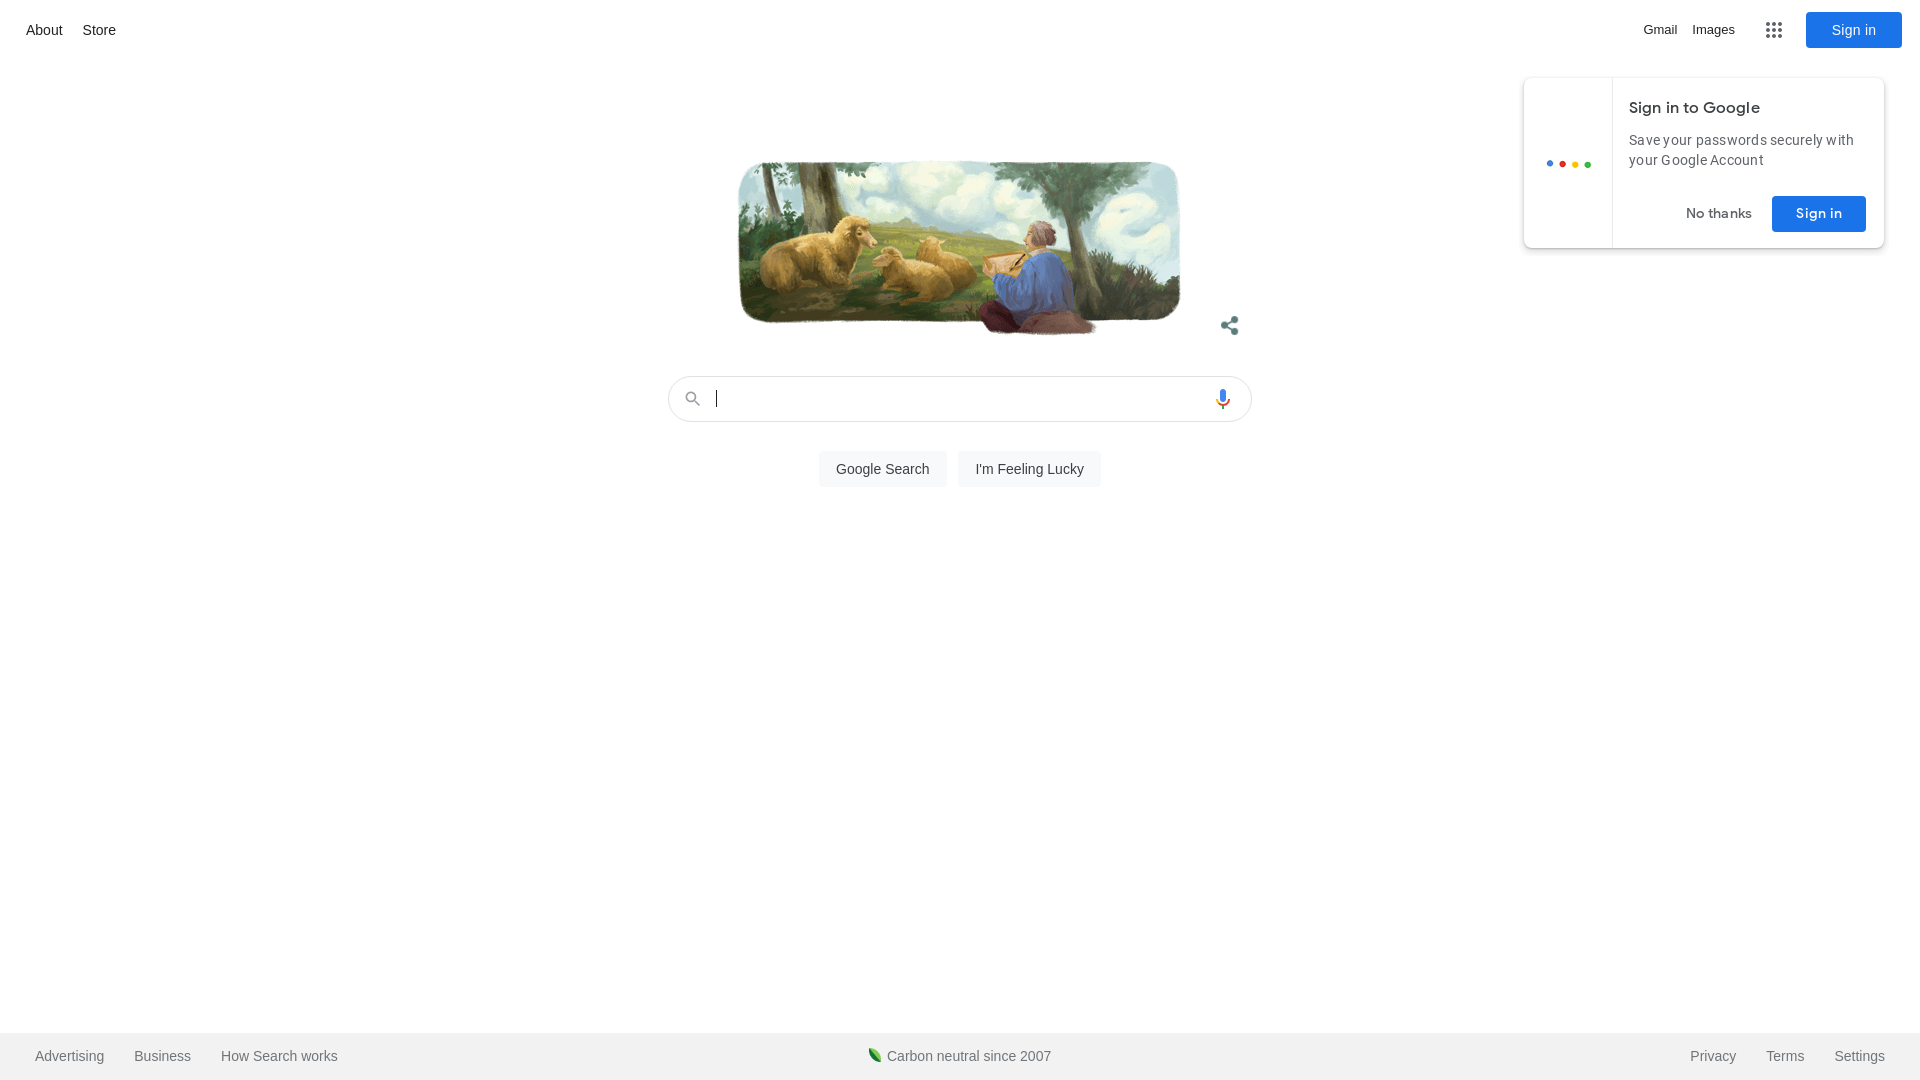 About Store
Gmail Images Sign in
Sign in to Google
Save your passwords securely with
your Google Account
No thanks Sign in
Google Search I'm Feeling Lucky
Advertising Business How Search works
Carbon neutral since 2007
Privacy Terms Settings